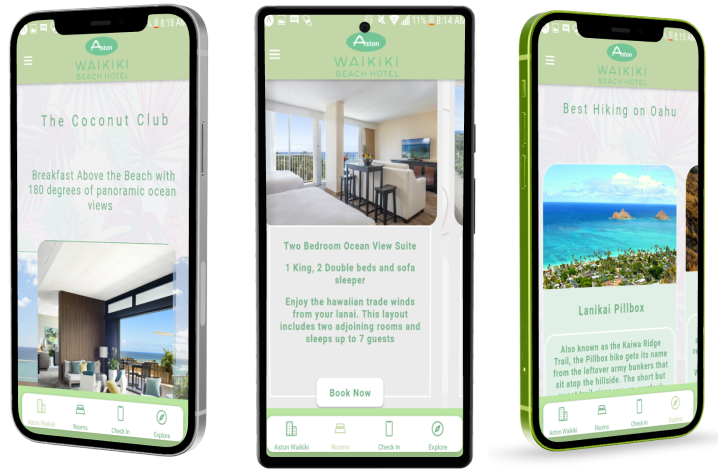 8:18 AM
Aston
WAIKIKI
BEACH HOTEL
The Coconut Club
Breakfast Above the Beach with
180 degrees of panoramic ocean
views
Aston Waikiki
Rooms
Check In
Explore
11% 8:14 AM
Aston
WAIKIKI
BEACH HOTEL
Two Bedroom Ocean View Suite
1 King, 2 Double beds and sofa
sleeper
Enjoy the hawaiian trade winds
from your lanai. This layout
includes two adjoining rooms and
sleeps up to 7 guests
Book Now
Aston Waikiki
Rooms
Check In
Explore
8:15 AM
Aston
WAIKIKI
BEACH HOTEL
Best Hiking on Oahu
Lanikai Pillbox
Also known as the Kaiwa Ridge
Trail, the Pillbox hike gets its name
from the leftover army bunkers that
sit atop the hillside. The short but
Aston Waikiki
Rooms
Check In
Explore